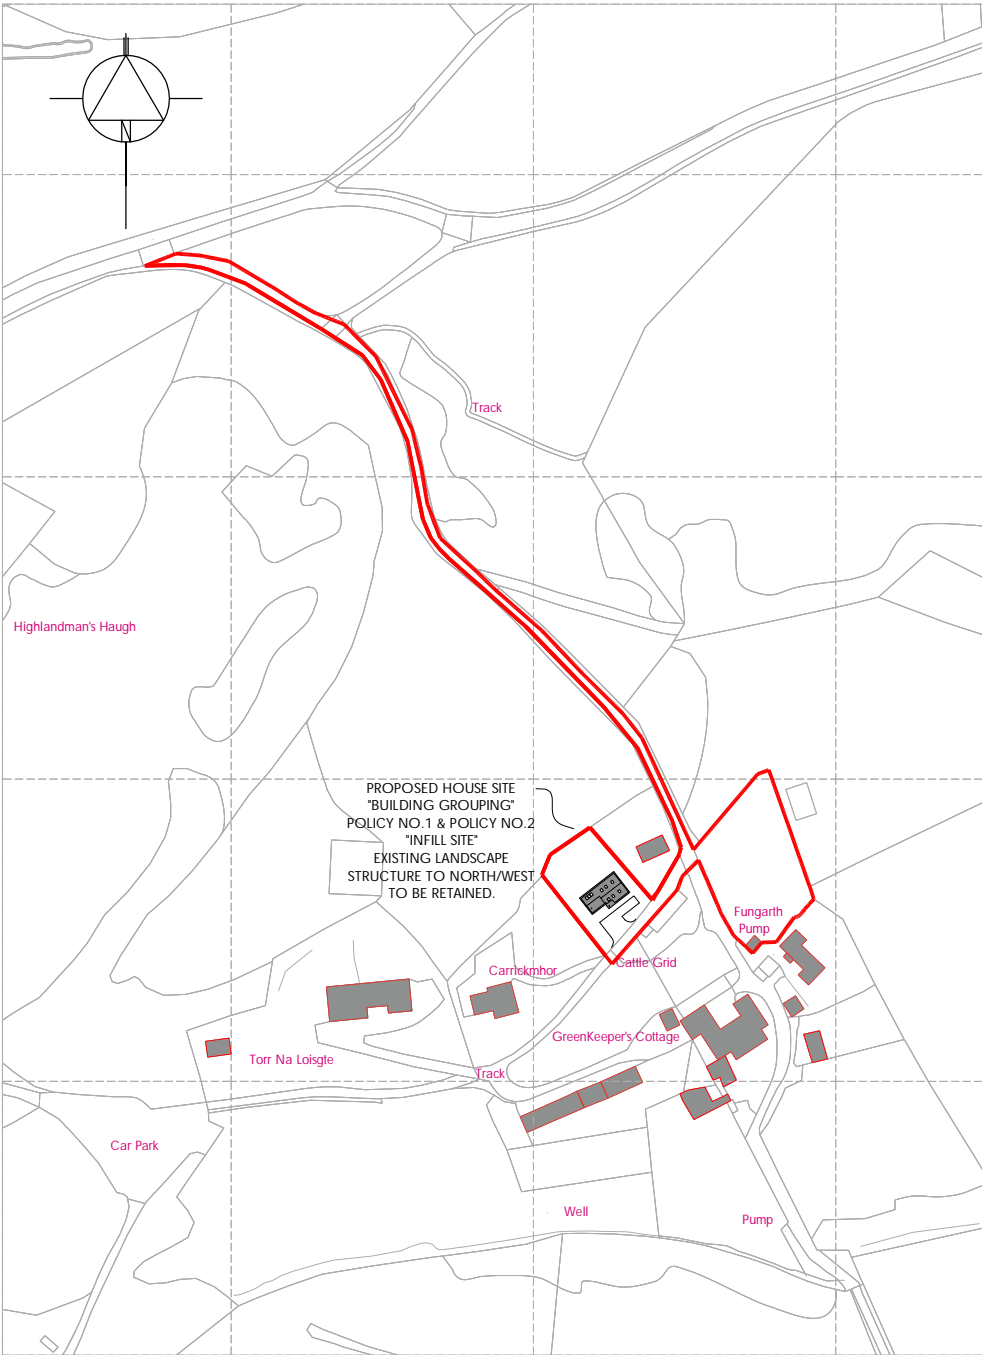 Track
Highlandman's Haugh
PROPOSED HOUSE SITE
"BUILDING GROUPING"
POLICY NO.1 & POLICY NO.2
"INFILL SITE"
EXISTING LANDSCAPE
STRUCTURE TO NORTH/WEST
TO BE RETAINED.
Fungarth
Pump
Cattle Grid
Carrickmhor
GreenKeeper's Cottage
Torr Na Loisgte
Track
Car Park
Well
Pump